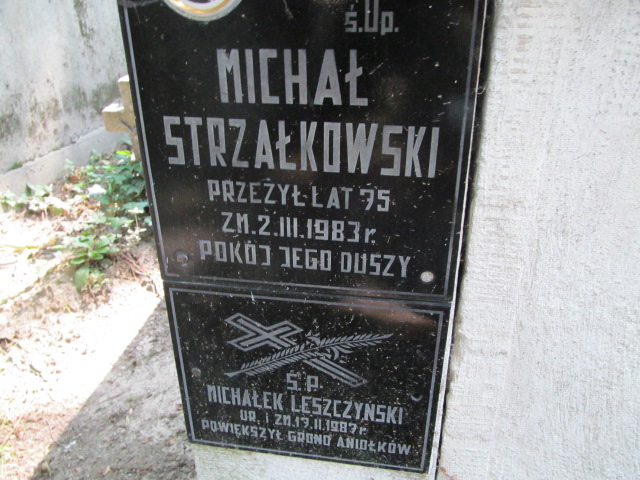 Ś.✝p.
MICHAŁ
STRZAŁKOWSKI
PRZEŻYŁ LAT 75
ZM. 2.III.1983 r.
POKÓJ JEGO DUSZY
Ś.P.
MICHAŁEK LESZCZYŃSKI
UR. I ZM. 17.II.1987 r.
POWIĘKSZYŁ GRONO ANIOŁKÓW